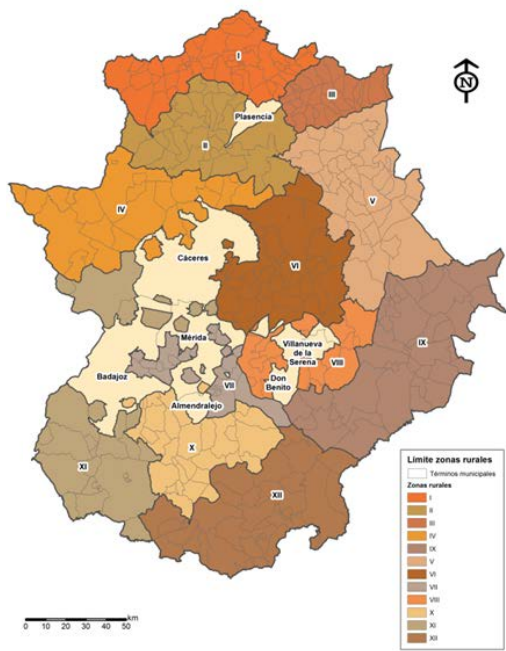 I
N
III
Plasencia
II
V
IV
Cáceres
VI
Mérida
Villanueva
de la
Serena
VIII
IX
Badajoz
Don
Benito
VII
Almendralejo
X
XI
XII
Límite zonas rurales
Términos municipales
Zonas rurales
I
II
III
IV
IX
V
VI
VII
VIII
X
XI
XII
km
0 10 20 30 40 50